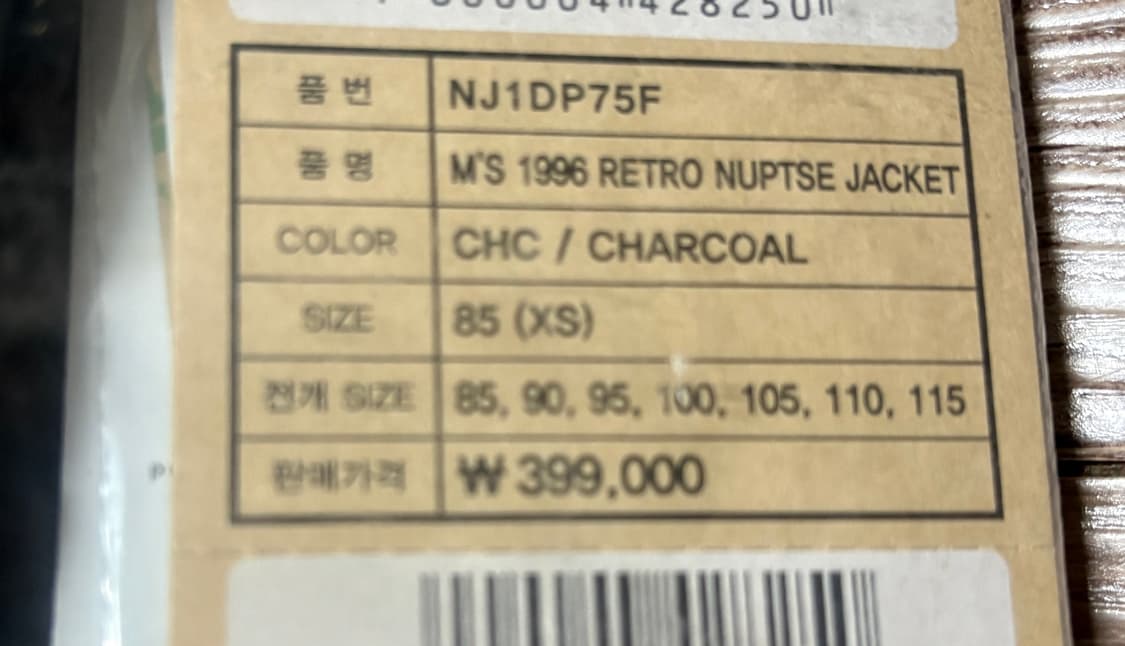 품 번 NJ1DP75F
품 명 M'S 1996 RETRO NUPTSE JACKET
COLOR CHC / CHARCOAL
SIZE 85 (XS)
전개 SIZE 85, 90, 95, 100, 105, 110, 115
판매가격 ₩ 399,000